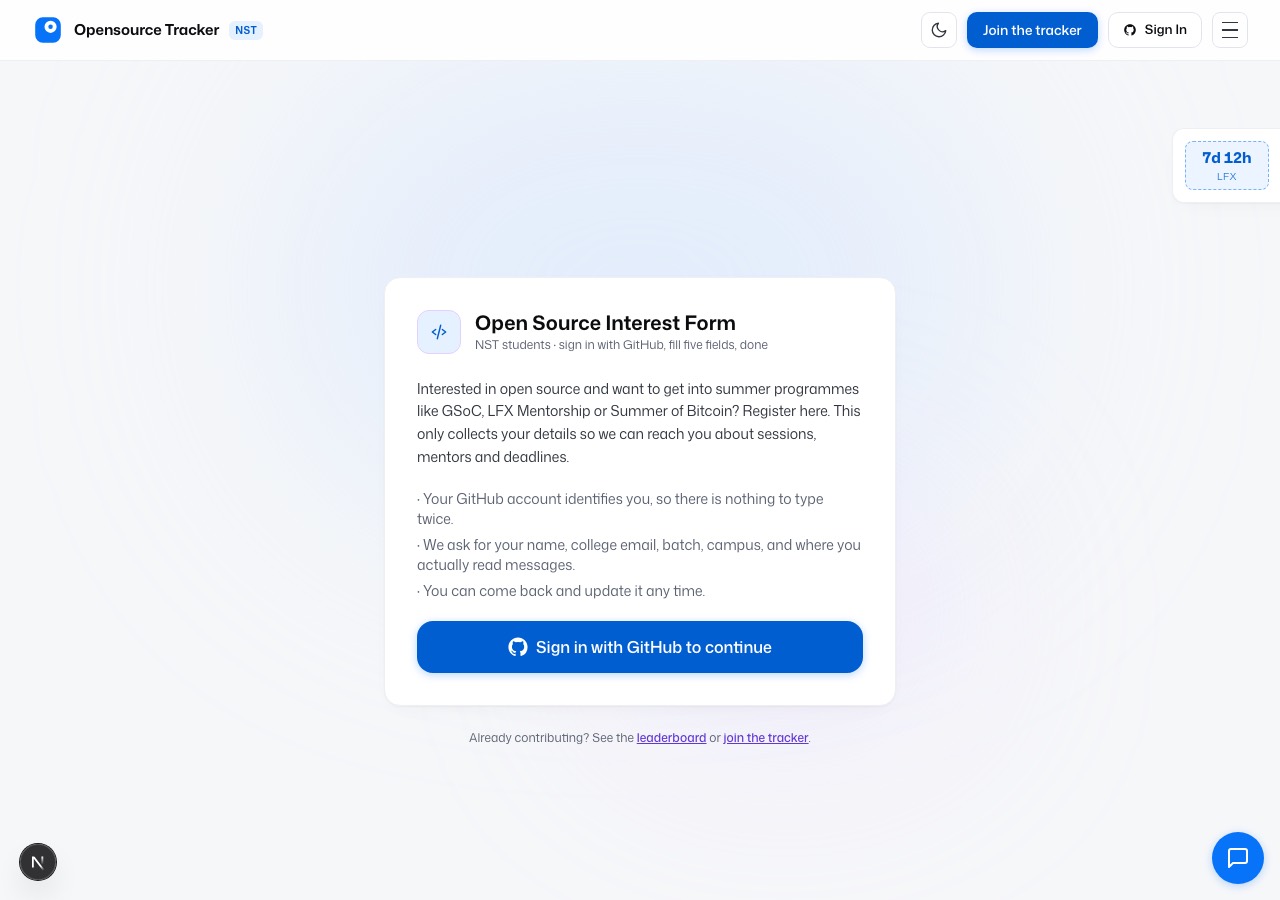 Opensource Tracker NST
Join the tracker
Sign In
7d 12h
LFX
Open Source Interest Form
NST students · sign in with GitHub, fill five fields, done
Interested in open source and want to get into summer programmes
like GSoC, LFX Mentorship or Summer of Bitcoin? Register here. This
only collects your details so we can reach you about sessions,
mentors and deadlines.
· Your GitHub account identifies you, so there is nothing to type
twice.
· We ask for your name, college email, batch, campus, and where you
actually read messages.
· You can come back and update it any time.
Sign in with GitHub to continue
Already contributing? See the leaderboard or join the tracker.
N